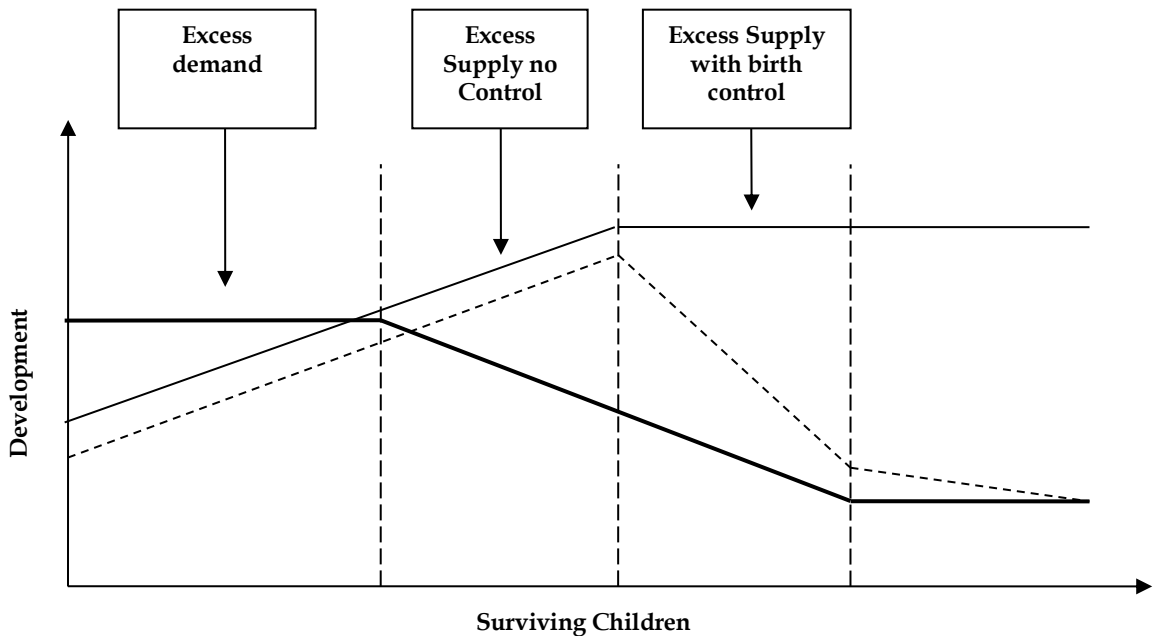 Excess
demand
Excess
Supply no
Control
Excess Supply
with birth
control
Development
Surviving Children